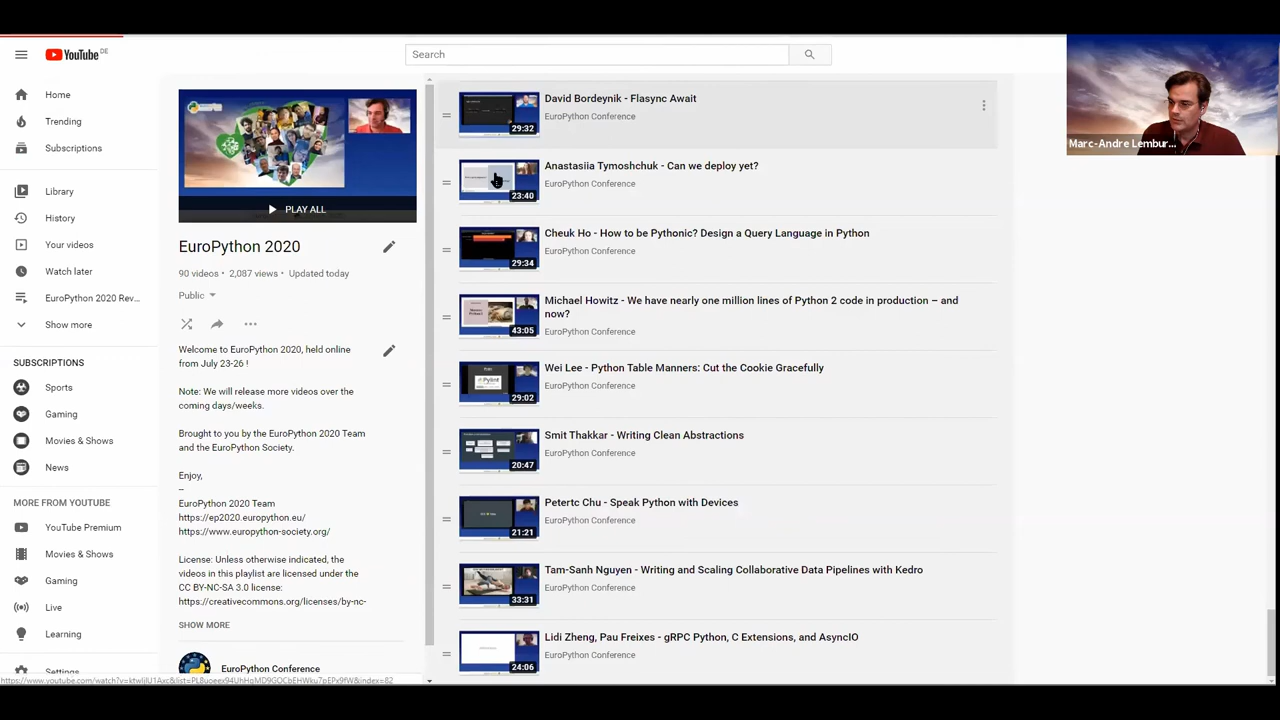 YouTube DE
Search
Home
Trending
Subscriptions
Library
History
Your videos
Watch later
EuroPython 2020 Rev...
Show more
SUBSCRIPTIONS
Sports
Gaming
Movies & Shows
News
MORE FROM YOUTUBE
YouTube Premium
Movies & Shows
Gaming
Live
Learning
Settings
PLAY ALL
EuroPython 2020
90 videos • 2,087 views • Updated today
Public
Welcome to EuroPython 2020, held online
from July 23-26 !
Note: We will release more videos over the
coming days/weeks.
Brought to you by the EuroPython 2020 Team
and the EuroPython Society.
Enjoy,
--
EuroPython 2020 Team
https://ep2020.europython.eu/
https://www.europython-society.org/
License: Unless otherwise indicated, the
videos in this playlist are licensed under the
CC BY-NC-SA 3.0 license:
https://creativecommons.org/licenses/by-nc-
SHOW MORE
EuroPython Conference
David Bordeynik - Flasync Await
EuroPython Conference
29:32
Anastasiia Tymoshchuk - Can we deploy yet?
EuroPython Conference
23:40
Cheuk Ho - How to be Pythonic? Design a Query Language in Python
EuroPython Conference
29:34
Michael Howitz - We have nearly one million lines of Python 2 code in production – and
now?
EuroPython Conference
43:05
Wei Lee - Python Table Manners: Cut the Cookie Gracefully
EuroPython Conference
29:02
Smit Thakkar - Writing Clean Abstractions
EuroPython Conference
20:47
Petertc Chu - Speak Python with Devices
EuroPython Conference
21:21
Tam-Sanh Nguyen - Writing and Scaling Collaborative Data Pipelines with Kedro
EuroPython Conference
33:31
Lidi Zheng, Pau Freixes - gRPC Python, C Extensions, and AsyncIO
EuroPython Conference
24:06
Marc-Andre Lembur...